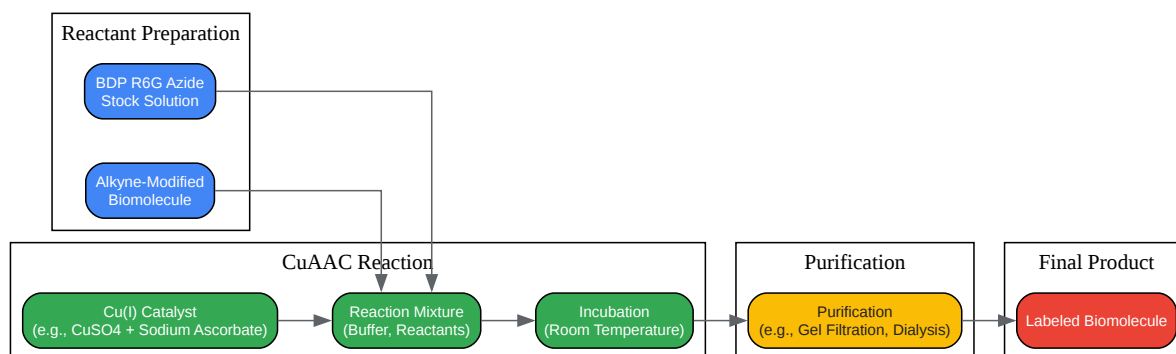 Reactant Preparation
BDP R6G Azide
Stock Solution
Alkyne-Modified
Biomolecule
CuAAC Reaction
Cu(I) Catalyst
(e.g., CuSO4 + Sodium Ascorbate)
Reaction Mixture
(Buffer, Reactants)
Incubation
(Room Temperature)
Purification
Purification
(e.g., Gel Filtration, Dialysis)
Final Product
Labeled Biomolecule